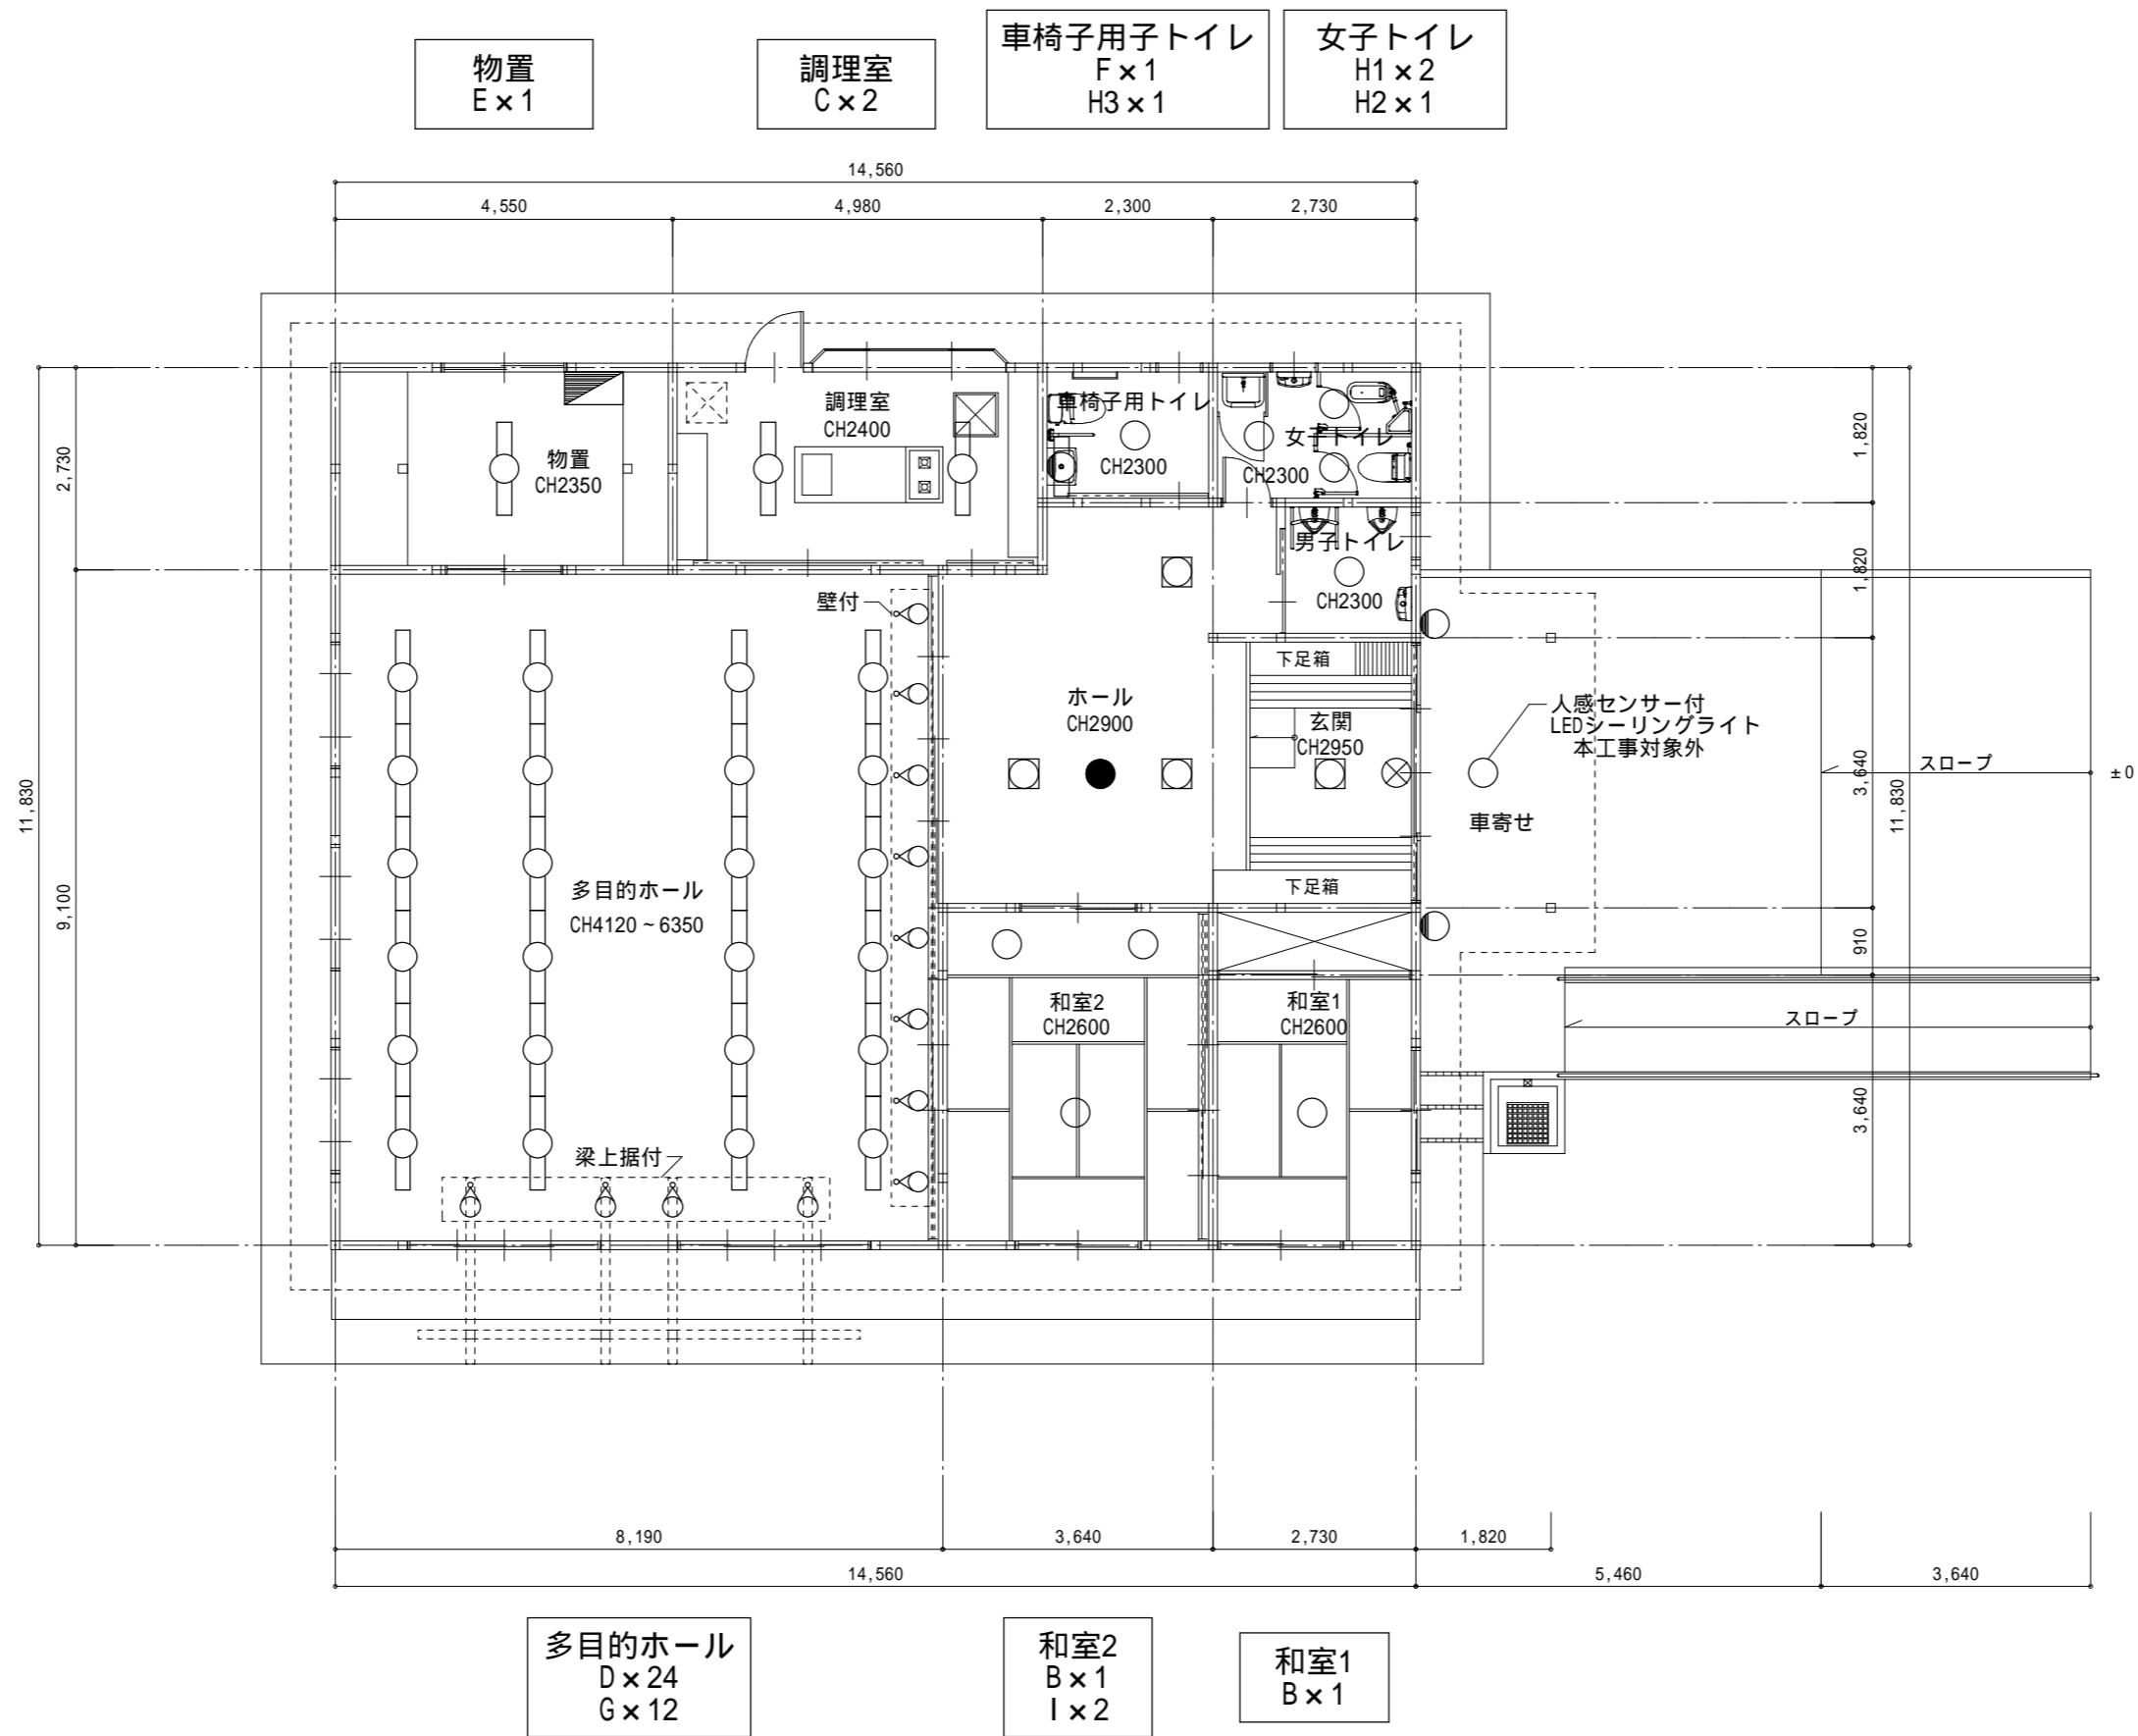 物置
E×1
調理室
C×2
車椅子用子トイレ
F×1
H3×1
女子トイレ
H1×2
H2×1
14,560
4,550
4,980
2,300
2,730
物置
CH2350
調理室
CH2400
車椅子用トイレ
CH2300
女子トイレ
CH2300
男子トイレ
CH2300
2,730
9,100
11,830
1,820
1,820
3,640
910
3,640
11,830
壁付
下足箱
ホール
CH2900
玄関
CH2950
人感センサー付
LEDシーリングライト
本工事対象外
スロープ
±0
車寄せ
多目的ホール
CH4120～6350
下足箱
和室2
CH2600
和室1
CH2600
スロープ
梁上据付
8,190
3,640
2,730
1,820
14,560
5,460
3,640
多目的ホール
D×24
G×12
和室2
B×1
I×2
和室1
B×1